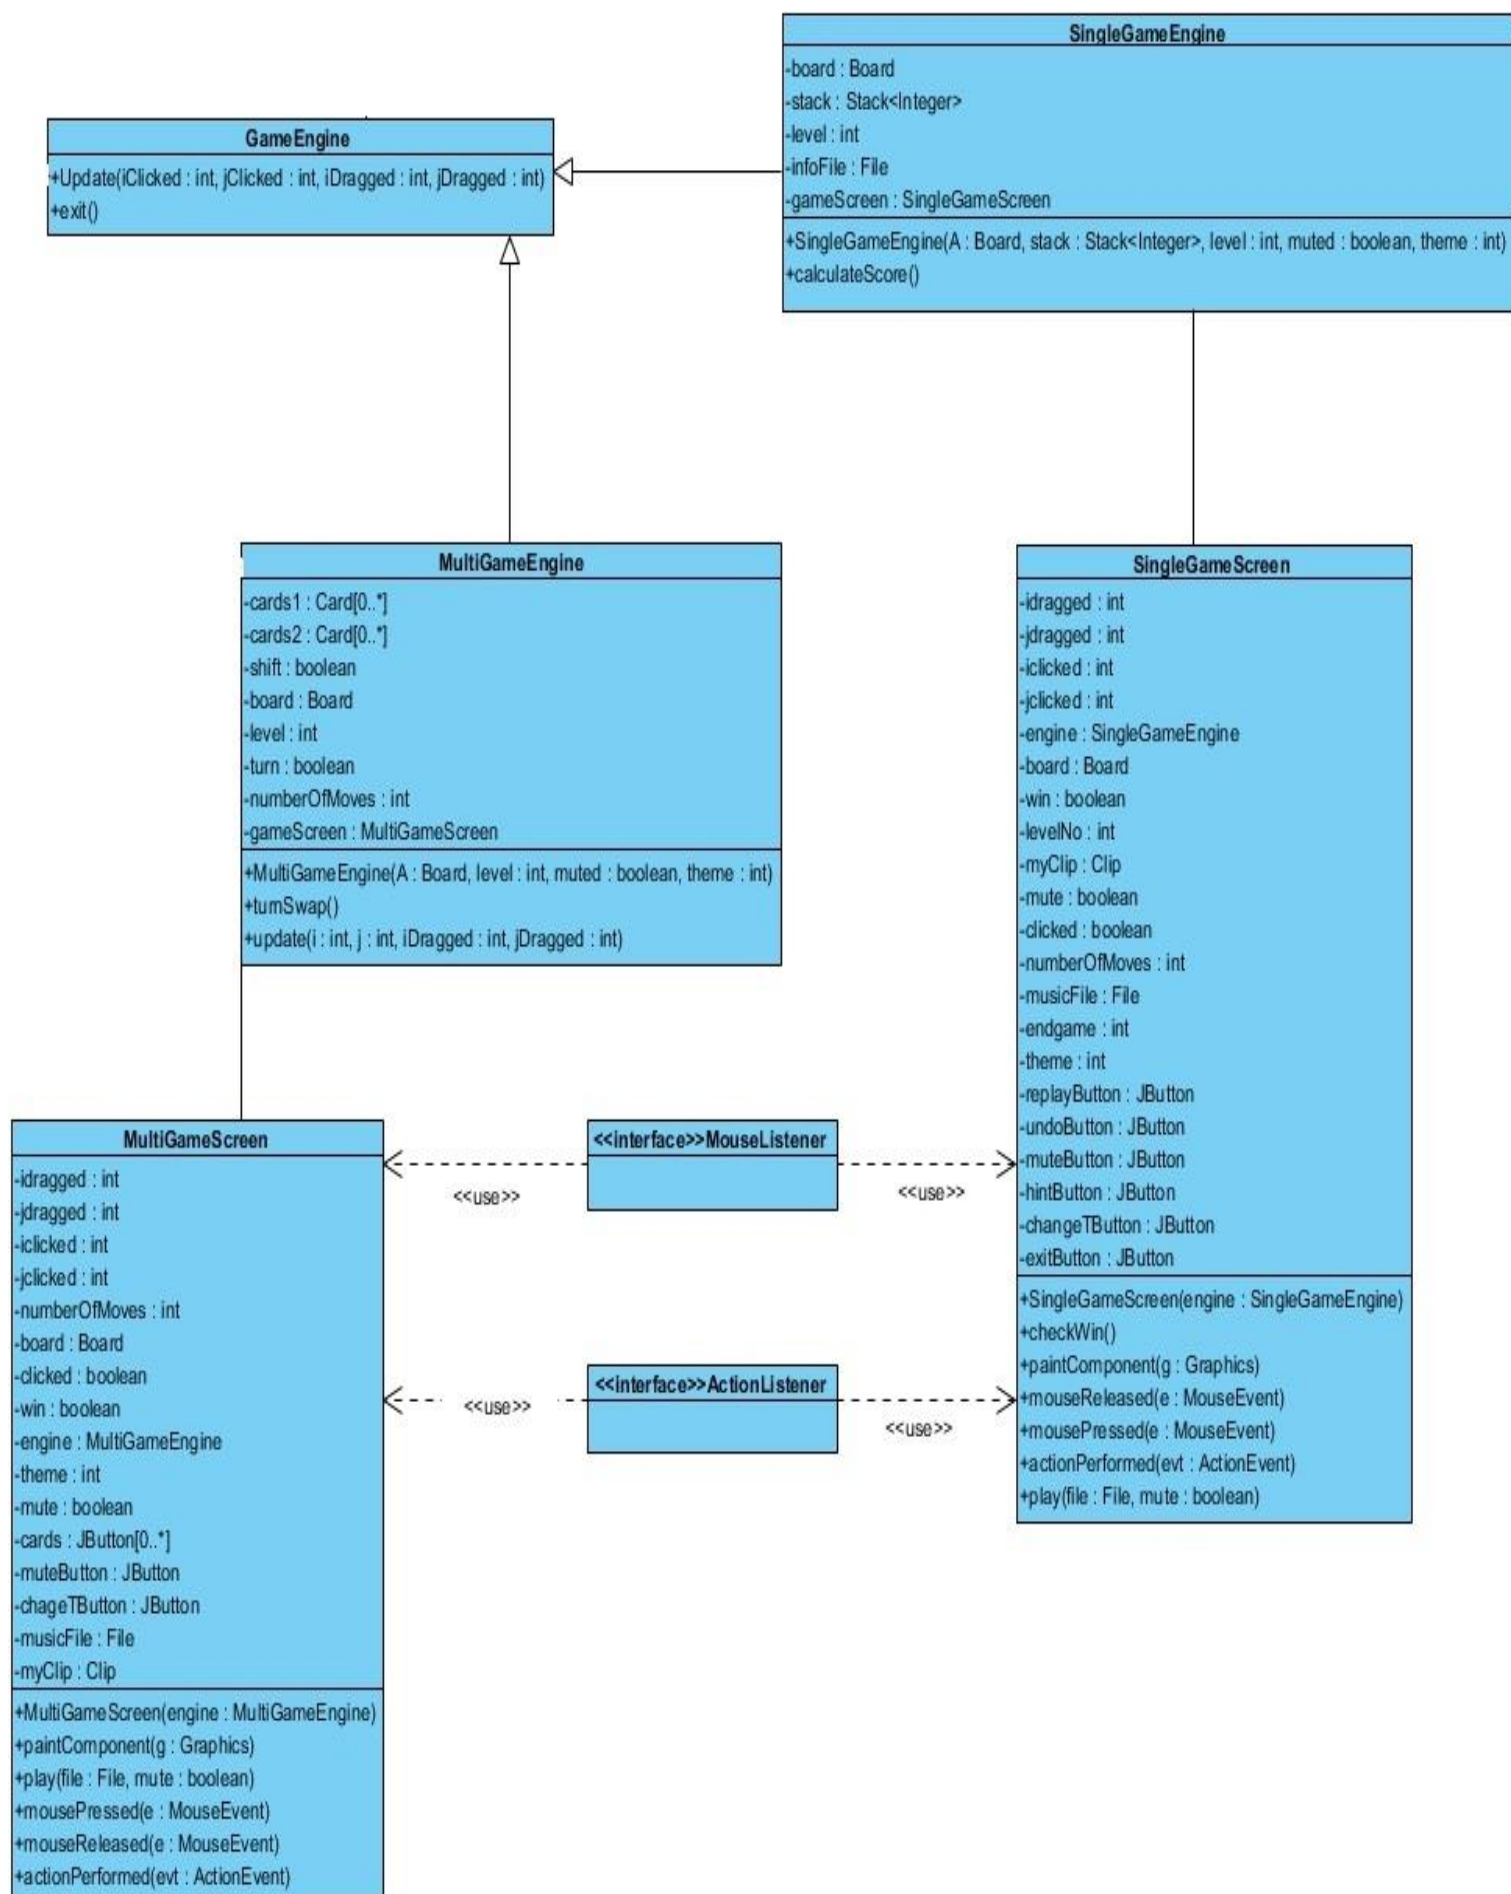 SingleGameEngine
-board : Board
-stack : Stack<Integer>
-level : int
-infoFile : File
-gameScreen : SingleGameScreen
+SingleGameEngine(A : Board, stack : Stack<Integer>, level : int, muted : boolean, theme : int)
+calculateScore()
GameEngine
+Update(iClicked : int, jClicked : int, iDragged : int, jDragged : int)
+exit()
MultiGameEngine
-cards1 : Card[0..*]
-cards2 : Card[0..*]
-shift : boolean
-board : Board
-level : int
-turn : boolean
-numberOfMoves : int
-gameScreen : MultiGameScreen
+MultiGameEngine(A : Board, level : int, muted : boolean, theme : int)
+turnSwap()
+update(i : int, j : int, iDragged : int, jDragged : int)
SingleGameScreen
-idragged : int
-jdragged : int
-iclicked : int
-jclicked : int
-engine : SingleGameEngine
-board : Board
-win : boolean
-levelNo : int
-myClip : Clip
-mute : boolean
-clicked : boolean
-numberOfMoves : int
-musicFile : File
-endgame : int
-theme : int
-replayButton : JButton
-undoButton : JButton
-muteButton : JButton
-hintButton : JButton
-changeTButton : JButton
-exitButton : JButton
+SingleGameScreen(engine : SingleGameEngine)
+checkWin()
+paintComponent(g : Graphics)
+mouseReleased(e : MouseEvent)
+mousePressed(e : MouseEvent)
+actionPerformed(evt : ActionEvent)
+play(file : File, mute : boolean)
MultiGameScreen
-idragged : int
-jdragged : int
-iclicked : int
-jclicked : int
-numberOfMoves : int
-board : Board
-clicked : boolean
-win : boolean
-engine : MultiGameEngine
-theme : int
-mute : boolean
-cards : JButton[0..*]
-muteButton : JButton
-chageTButton : JButton
-musicFile : File
-myClip : Clip
+MultiGameScreen(engine : MultiGameEngine)
+paintComponent(g : Graphics)
+play(file : File, mute : boolean)
+mousePressed(e : MouseEvent)
+mouseReleased(e : MouseEvent)
+actionPerformed(evt : ActionEvent)
<<interface>>MouseListener
<<use>>
<<use>>
<<interface>>ActionListener
<<use>>
<<use>>